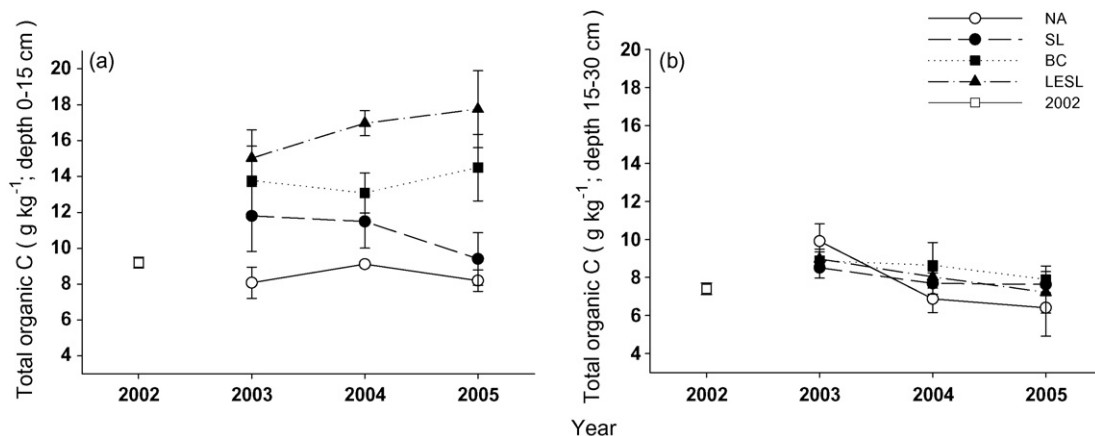 Total organic C ( g kg⁻¹; depth 0-15 cm)
20
18
16
14
12
10
8
6
4
(a)
2002 2003 2004 2005
Total organic C ( g kg⁻¹; depth 15-30 cm )
20
18
16
14
12
10
8
6
4
(b)
NA
SL
BC
LESL
2002
2002 2003 2004 2005
Year